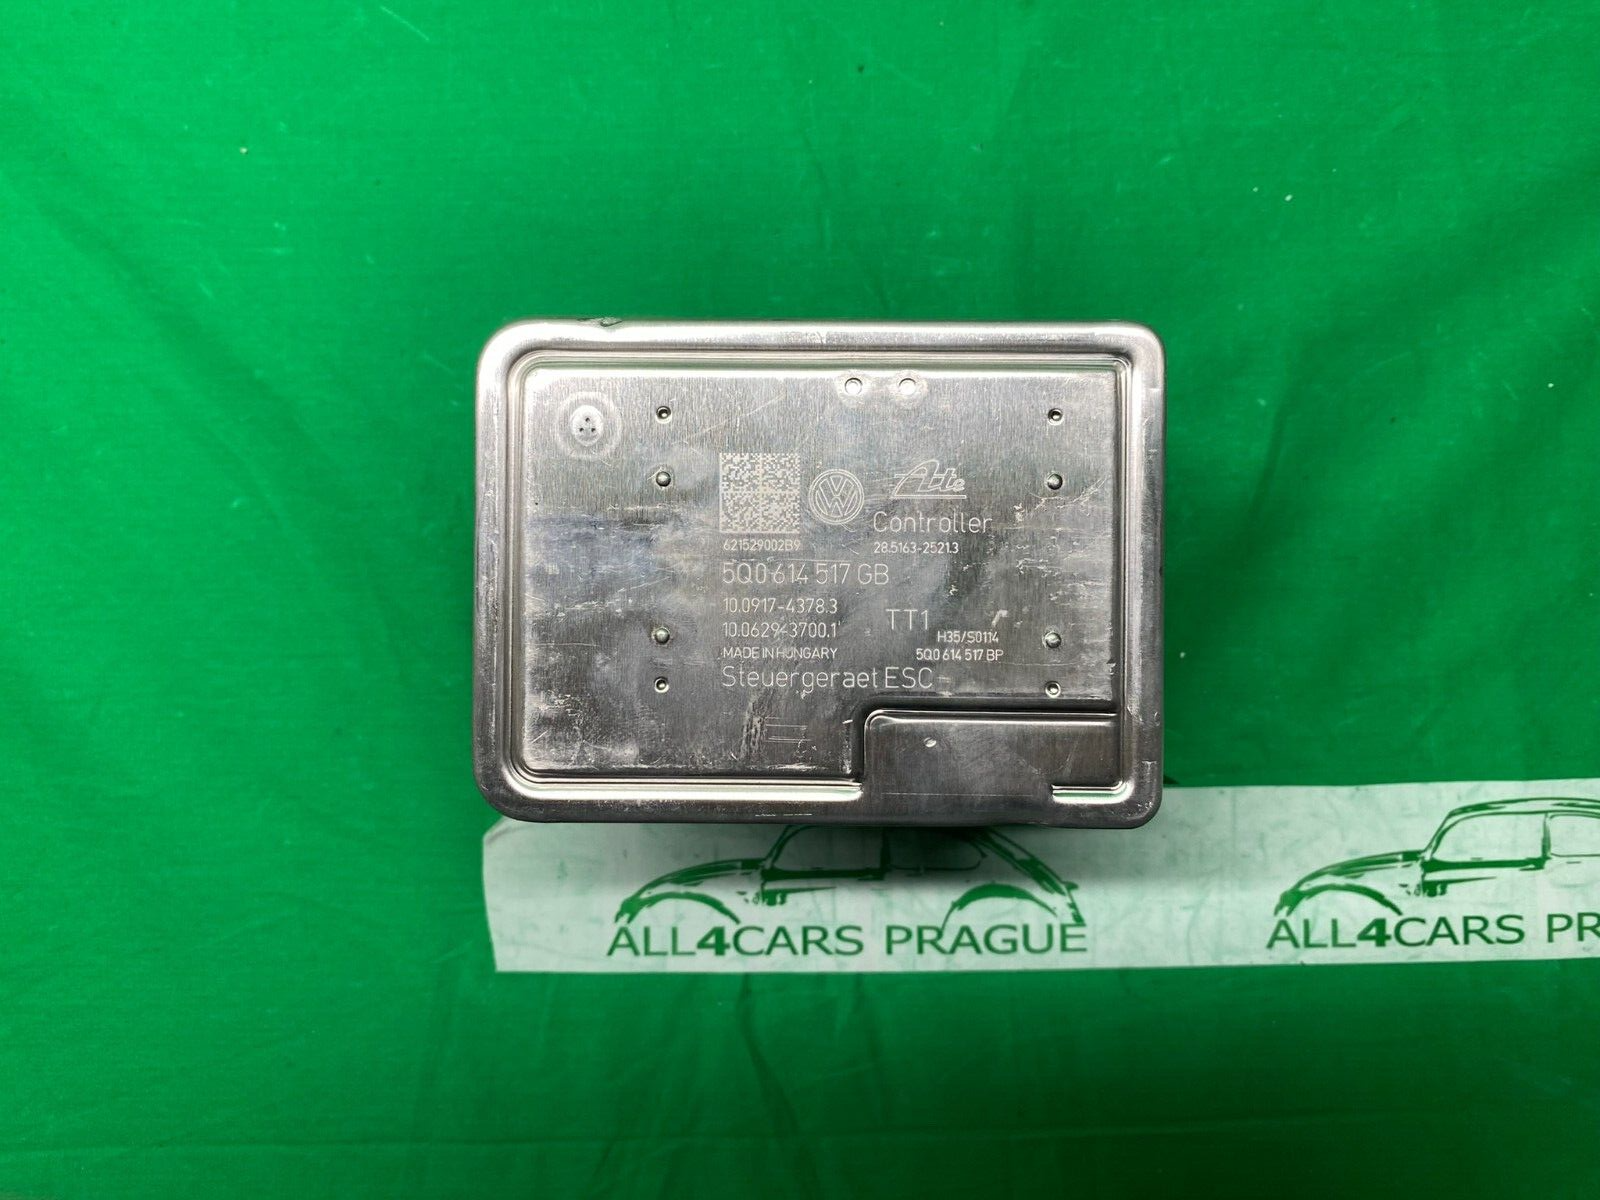 Ate
Controller
621529002B9
28.5163-2521.3
5Q0 614 517 GB
10.0917-4378.3
TT1
10.0629-3700.1
H35/S0114
MADE IN HUNGARY
5Q0 614 517 BP
Steuergeraet ESC
ALL4CARS PRAGUE
ALL4CARS PR